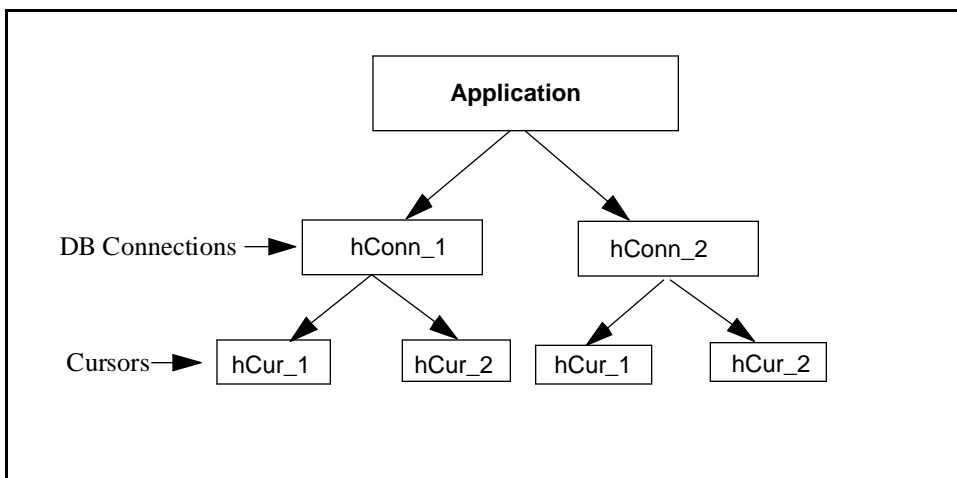 Application
DB Connections
hConn_1
hConn_2
Cursors
hCur_1
hCur_2
hCur_1
hCur_2